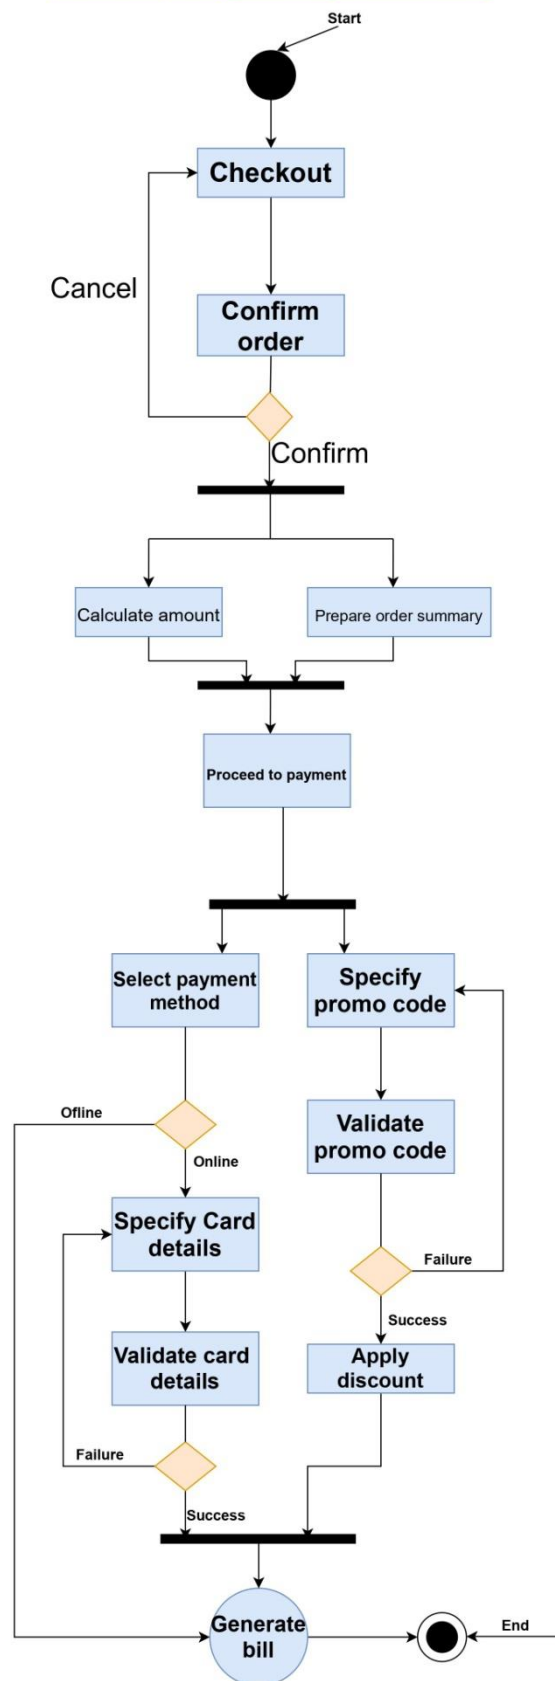 Start
Checkout
Cancel
Confirm
order
Confirm
Calculate amount
Prepare order summary
Proceed to payment
Select payment
method
Specify
promo code
Ofline
Online
Validate
promo code
Specify Card
details
Failure
Success
Validate card
details
Apply
discount
Failure
Success
Generate
bill
End